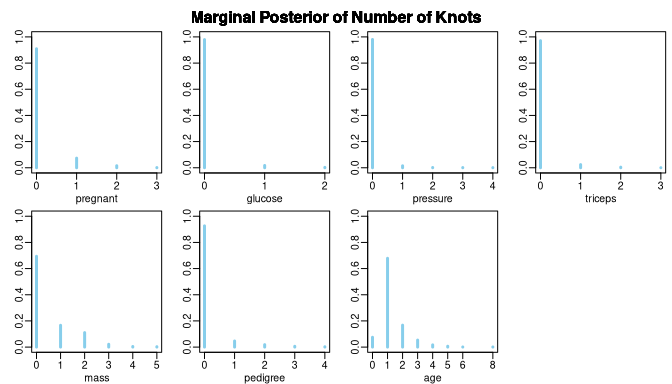 Marginal Posterior of Number of Knots
0.0 0.2 0.4 0.6 0.8 1.0
0 1 2 3
pregnant
0.0 0.2 0.4 0.6 0.8 1.0
0 1 2
glucose
0.0 0.2 0.4 0.6 0.8 1.0
0 1 2 3 4
pressure
0.0 0.2 0.4 0.6 0.8 1.0
0 1 2 3
triceps
0.0 0.2 0.4 0.6 0.8 1.0
0 1 2 3 4 5
mass
0.0 0.2 0.4 0.6 0.8 1.0
0 1 2 3 4
pedigree
0.0 0.2 0.4 0.6 0.8 1.0
0 1 2 3 4 5 6 8
age